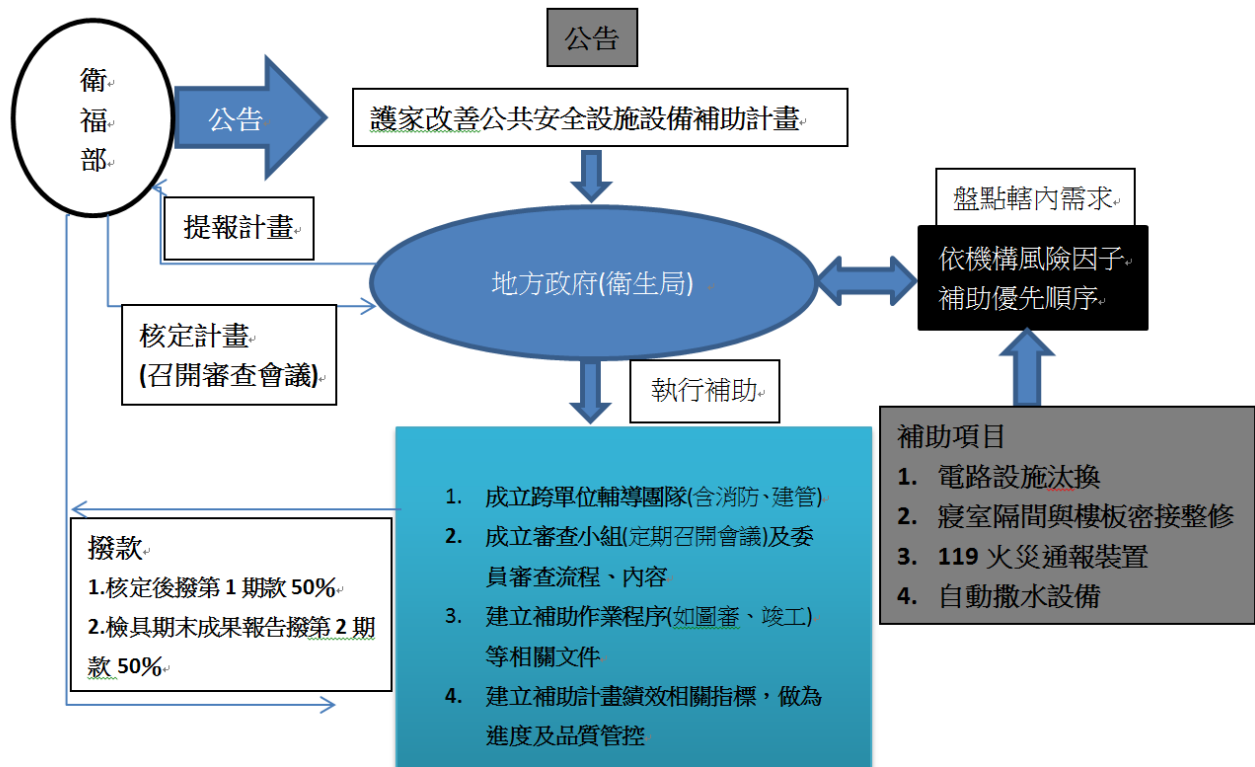 公告
衛
福
部
公告
護家改善公共安全設施設備補助計畫
提報計畫
盤點轄內需求
依機構風險因子
補助優先順序
地方政府(衛生局)
核定計畫
(召開審查會議)
執行補助
補助項目
1. 電路設施汰換
2. 寢室隔間與樓板密接整修
3. 119 火災通報裝置
4. 自動撒水設備
1. 成立跨單位輔導團隊(含消防、建管)
2. 成立審查小組(定期召開會議)及委
員審查流程、內容
3. 建立補助作業程序(如圖審、竣工)
等相關文件
4. 建立補助計畫績效相關指標，做為
進度及品質管控
撥款
1.核定後撥第 1 期款 50%
2.檢具期末成果報告撥第 2 期
款 50%